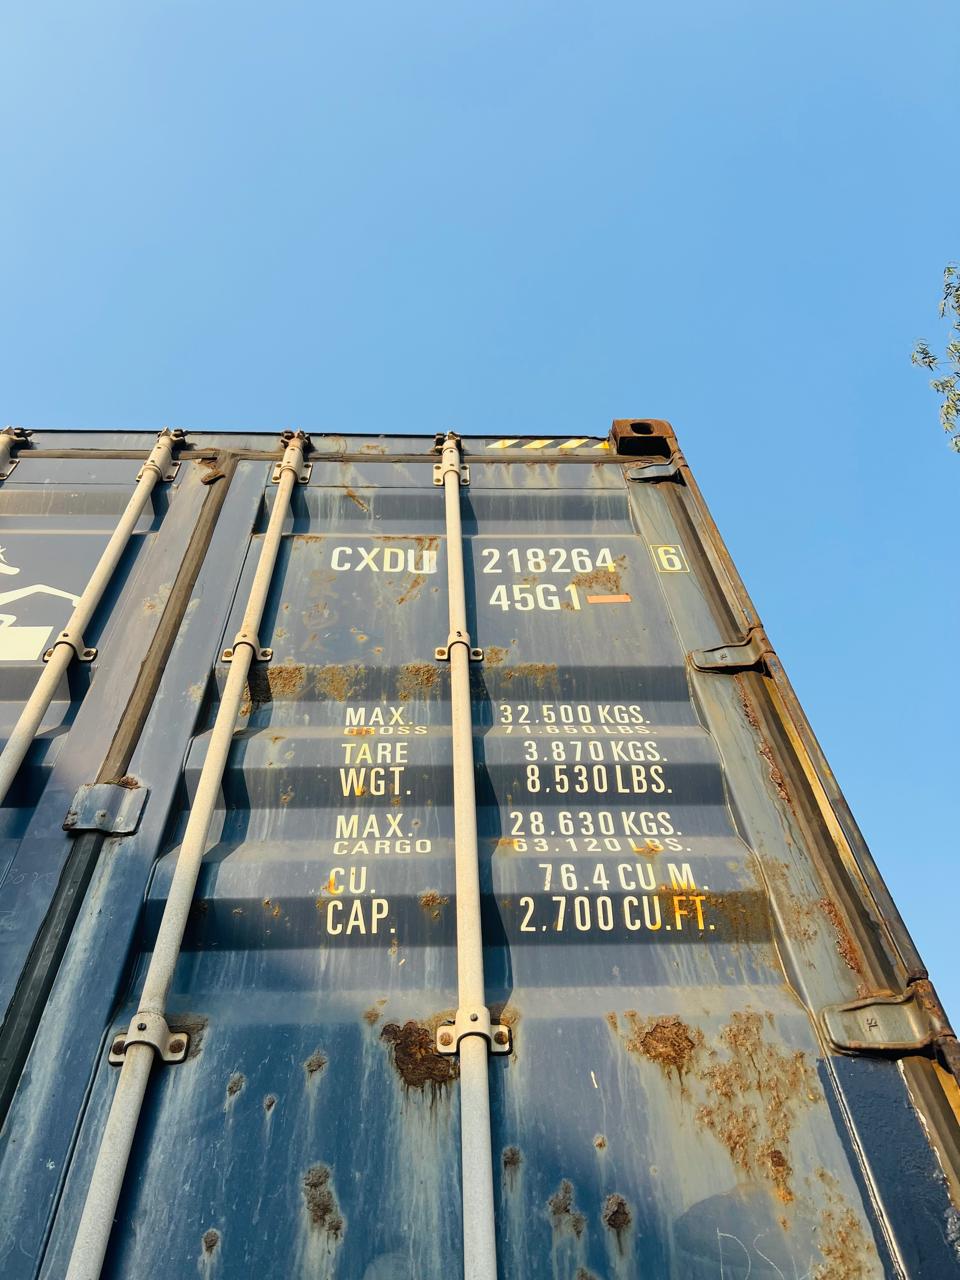 CXDU 218264 6
45G1
MAX. 32.500 KGS.
GROSS 71.650 LBS.
TARE 3.870 KGS.
WGT. 8.530 LBS.
MAX. 28.630 KGS.
CARGO 63.120 LBS.
CU. 76.4 CU.M.
CAP. 2.700 CU.FT.